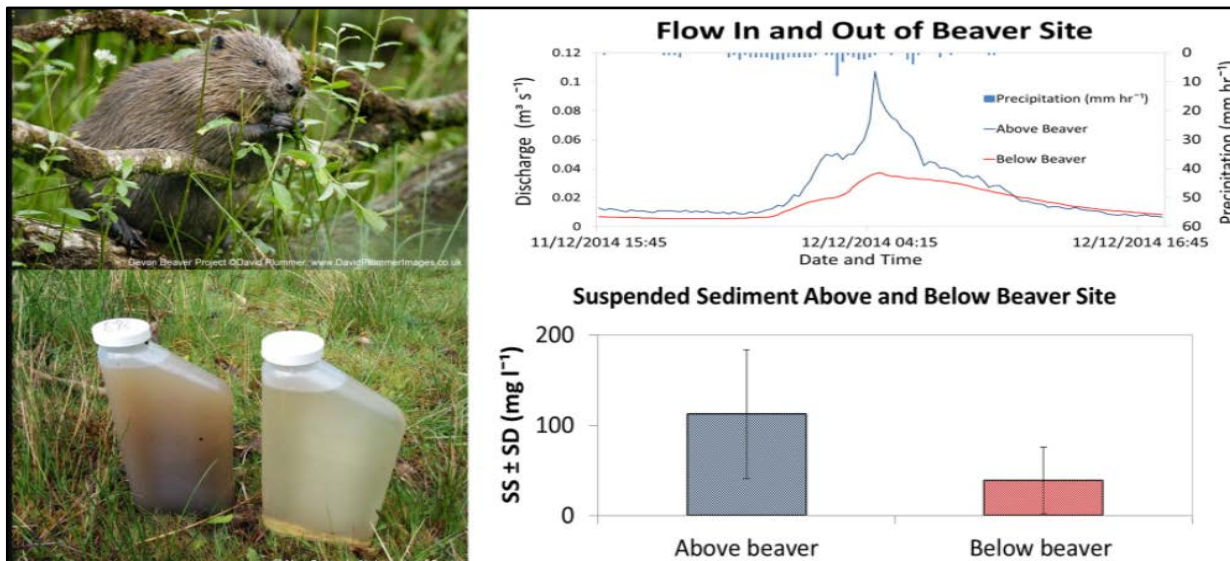 Devon Beaver Project ©David Plummer, www.DavidPlummerImages.co.uk
Flow In and Out of Beaver Site
Discharge (m³ s⁻¹)
0.12
0.1
0.08
0.06
0.04
0.02
0
Precipitation (mm hr⁻¹)
Above Beaver
Below Beaver
0
10
20
30
40
50
60
Precipitation (mm hr⁻¹)
11/12/2014 15:45
12/12/2014 04:15
12/12/2014 16:45
Date and Time
Suspended Sediment Above and Below Beaver Site
SS ± SD (mg l⁻¹)
200
100
0
Above beaver
Below beaver